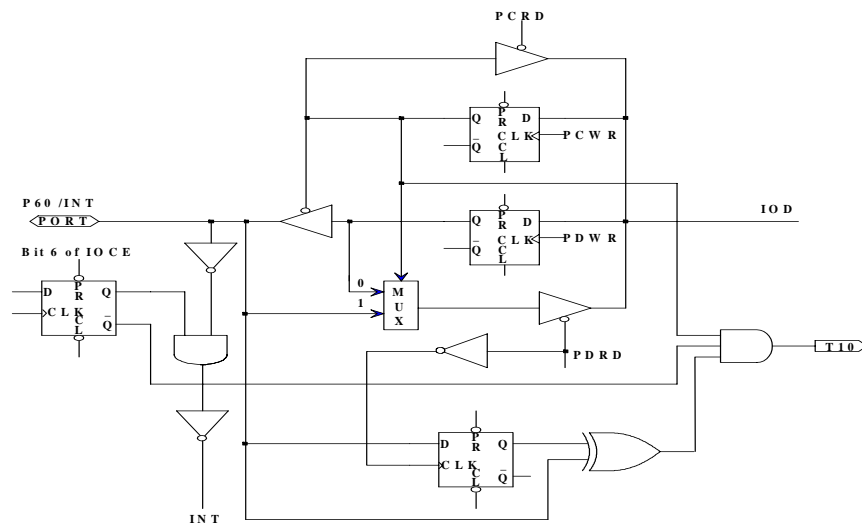 PCRD
Q PR D
CLK PCWR
Q CL
P60 /INT
PORT
Q PR D IOD
CLK PDWR
Q CL
Bit 6 of IOCE
D PR Q
CLK
CL Q
0
1
MUX
PDRD
T10
D PR Q
CLK
CL Q
INT